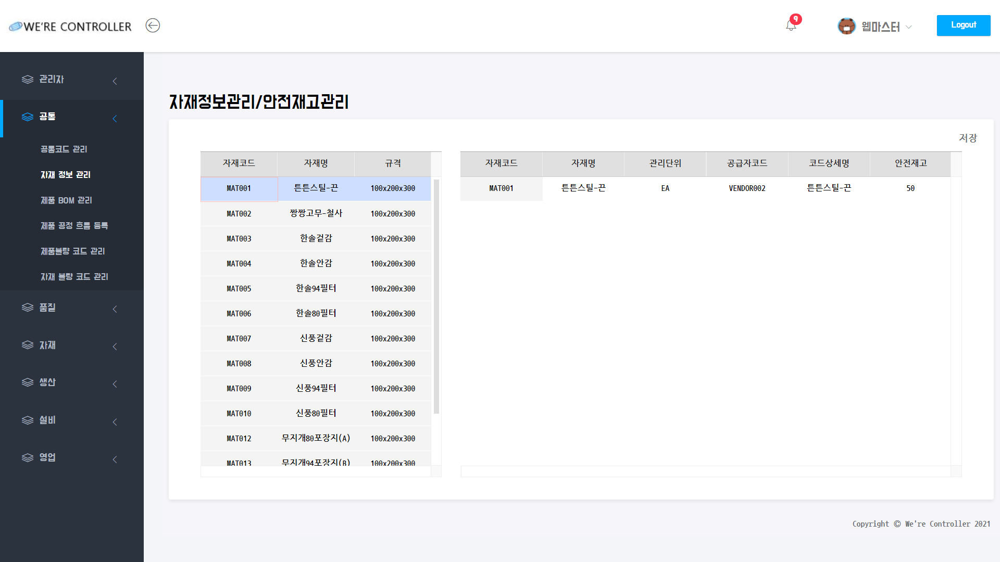 WE'RE CONTROLLER
9
웹마스터
Logout
관리자
공통
공통코드 관리
자재 정보 관리
제품 BOM 관리
제품 공정 흐름 등록
제품불량 코드 관리
자재 불량 코드 관리
품질
자재
생산
설비
영업
자재정보관리/안전재고관리
저장
자재코드 자재명 규격
MAT001 튼튼스틸-끈 100x200x300
MAT002 짱짱고무-철사 100x200x300
MAT003 한솔겉감 100x200x300
MAT004 한솔안감 100x200x300
MAT005 한솔94필터 100x200x300
MAT006 한솔80필터 100x200x300
MAT007 신풍겉감 100x200x300
MAT008 신풍안감 100x200x300
MAT009 신풍94필터 100x200x300
MAT010 신풍80필터 100x200x300
MAT012 무지개80포장지(A) 100x200x300
MAT013 무지개94포장지(B) 100x200x300
자재코드 자재명 관리단위 공급자코드 코드상세명 안전재고
MAT001 튼튼스틸-끈 EA VENDOR002 튼튼스틸-끈 50
Copyright © We're Controller 2021